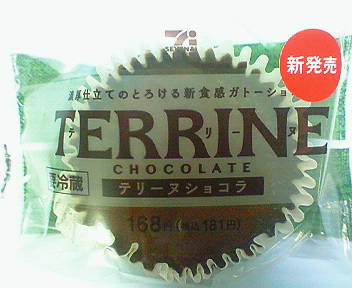 新発売
濃厚仕立てのとろける新食感ガトーショ
TERRINE
テリーヌ
CHOCOLATE
要冷蔵
テリーヌショコラ
168円(税込181円)